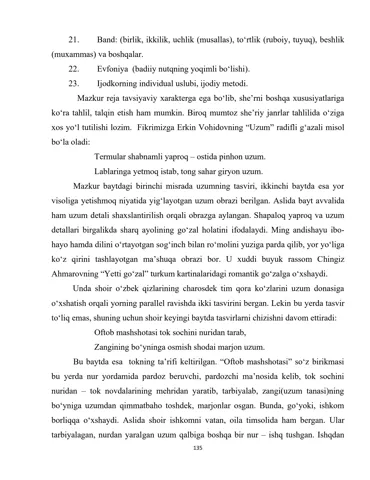 21. Band: (birlik, ikkilik, uchlik (musallas), to‘rtlik (ruboiy, tuyuq), beshlik
(muxammas) va boshqalar.
22. Evfoniya (badiiy nutqning yoqimli bo‘lishi).
23. Ijodkorning individual uslubi, ijodiy metodi.
Mazkur reja tavsiyaviy xarakterga ega bo‘lib, she’rni boshqa xususiyatlariga
ko‘ra tahlil, talqin etish ham mumkin. Biroq mumtoz she’riy janrlar tahlilida o‘ziga
xos yo‘l tutilishi lozim. Fikrimizga Erkin Vohidovning “Uzum” radifli g‘azali misol
bo‘la oladi:
Termular shabnamli yaproq – ostida pinhon uzum.
Lablaringa yetmoq istab, tong sahar giryon uzum.
Mazkur baytdagi birinchi misrada uzumning tasviri, ikkinchi baytda esa yor
visoliga yetishmoq niyatida yig‘layotgan uzum obrazi berilgan. Aslida bayt avvalida
ham uzum detali shaxslantirilish orqali obrazga aylangan. Shapaloq yaproq va uzum
detallari birgalikda sharq ayolining go‘zal holatini ifodalaydi. Ming andishayu ibo-
hayo hamda dilini o‘rtayotgan sog‘inch bilan ro‘molini yuziga parda qilib, yor yo‘liga
ko‘z qirini tashlayotgan ma’shuqa obrazi bor. U xuddi buyuk rassom Chingiz
Ahmarovning “Yetti go‘zal” turkum kartinalaridagi romantik go‘zalga o‘xshaydi.
Unda shoir o‘zbek qizlarining charosdek tim qora ko‘zlarini uzum donasiga
o‘xshatish orqali yorning parallel ravishda ikki tasvirini bergan. Lekin bu yerda tasvir
to‘liq emas, shuning uchun shoir keyingi baytda tasvirlarni chizishni davom ettiradi:
Oftob mashshotasi tok sochini nuridan tarab,
Zangining bo‘yninga osmish shodai marjon uzum.
Bu baytda esa tokning ta’rifi keltirilgan. “Oftob mashshotasi” so‘z birikmasi
bu yerda nur yordamida pardoz beruvchi, pardozchi ma’nosida kelib, tok sochini
nuridan – tok novdalarining mehridan yaratib, tarbiyalab, zangi(uzum tanasi)ning
bo‘yniga uzumdan qimmatbaho toshdek, marjonlar osgan. Bunda, go‘yoki, ishkom
borliqqa o‘xshaydi. Aslida shoir ishkomni vatan, oila timsolida ham bergan. Ular
tarbiyalagan, nurdan yaralgan uzum qalbiga boshqa bir nur – ishq tushgan. Ishqdan
135